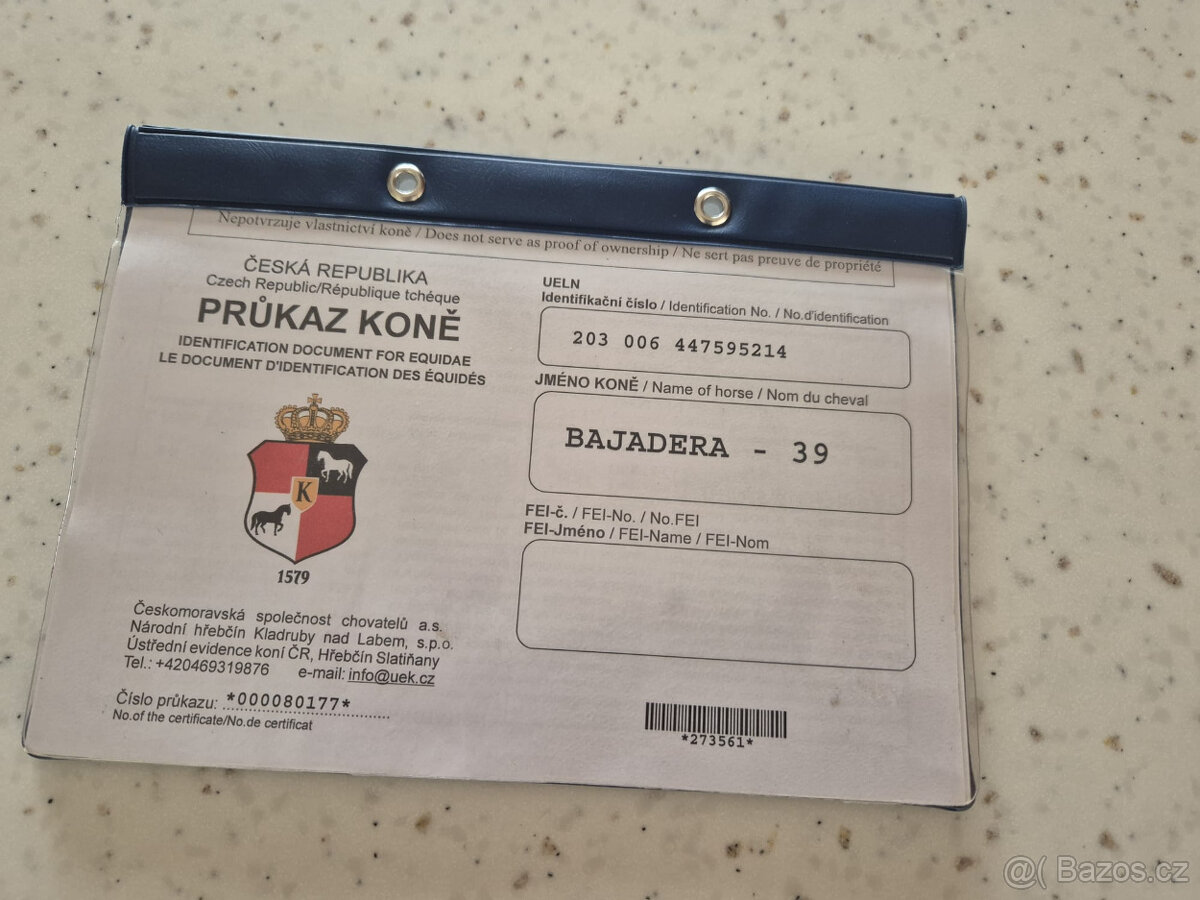 Nepotvrzuje vlastnictví koně / Does not serve as proof of ownership / Ne sert pas preuve de propriété
ČESKÁ REPUBLIKA
Czech Republic/République tchéque
PRŮKAZ KONĚ
IDENTIFICATION DOCUMENT FOR EQUIDAE
LE DOCUMENT D'IDENTIFICATION DES ÉQUIDÉS
K
1579
Českomoravská společnost chovatelů a.s.
Národní hřebčín Kladruby nad Labem, s.p.o.
Ústřední evidence koní ČR, Hřebčín Slatiňany
Tel.: +420469319876 e-mail: info@uek.cz
Číslo průkazu: *000080177*
No.of the certificate/No.de certificat
UELN
Identifikační číslo / Identification No. / No.d'identification
203 006 447595214
JMÉNO KONĚ / Name of horse / Nom du cheval
BAJADERA - 39
FEI-č. / FEI-No. / No.FEI
FEI-Jméno / FEI-Name / FEI-Nom
*273561*
@( Bazos.cz